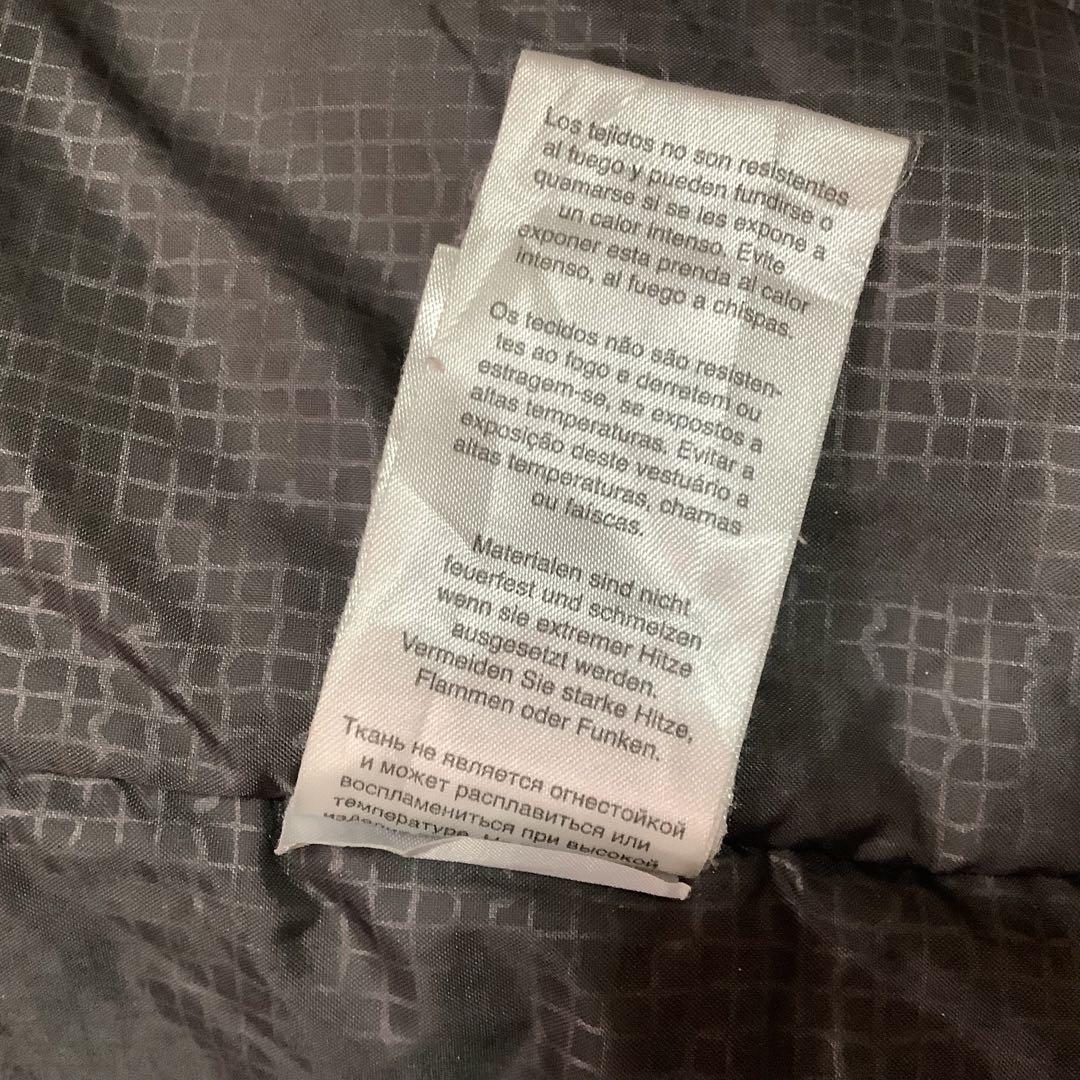 Los tejidos no son resistentes
al fuego y pueden fundirse o
quemarse si se les expone a
un calor intenso. Evite
exponer esta prenda al calor
intenso, al fuego a chispas.
Os tecidos não são resisten-
tes ao fogo e derretem ou
estragem-se, se expostos a
altas temperaturas. Evitar a
exposição deste vestuário a
altas temperaturas, chamas
ou faíscas.
Materialen sind nicht
feuerfest und schmelzen
wenn sie extremer Hitze
ausgesetzt werden.
Vermeiden Sie starke Hitze,
Flammen oder Funken.
Ткань не является огнестойкой
и может расплавиться или
воспламениться при высокой
температуре.